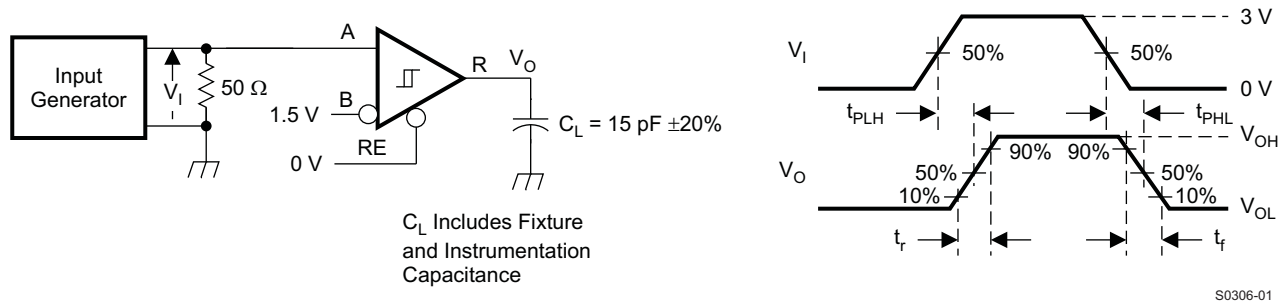 Input
Generator
V_I
50 Ω
A
B
1.5 V
RE
0 V
R
V_O
C_L = 15 pF ±20%
C_L Includes Fixture
and Instrumentation
Capacitance
3 V
V_I
50%
50%
0 V
t_PLH
t_PHL
V_OH
90%
90%
V_O
50%
50%
10%
10%
V_OL
t_r
t_f
S0306-01